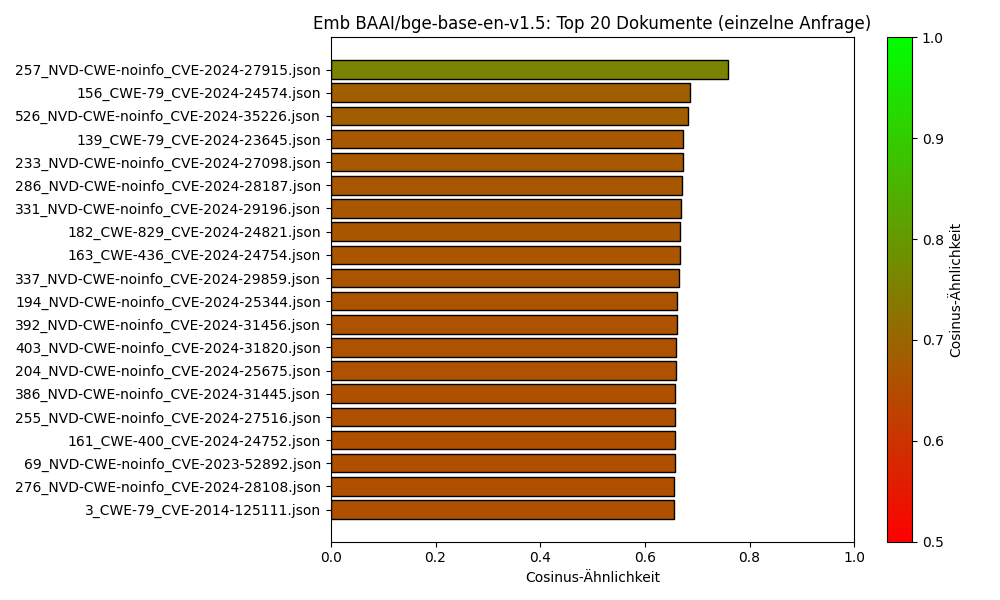 Emb BAAI/bge-base-en-v1.5: Top 20 Dokumente (einzelne Anfrage)
257_NVD-CWE-noinfo_CVE-2024-27915.json
156_CWE-79_CVE-2024-24574.json
526_NVD-CWE-noinfo_CVE-2024-35226.json
139_CWE-79_CVE-2024-23645.json
233_NVD-CWE-noinfo_CVE-2024-27098.json
286_NVD-CWE-noinfo_CVE-2024-28187.json
331_NVD-CWE-noinfo_CVE-2024-29196.json
182_CWE-829_CVE-2024-24821.json
163_CWE-436_CVE-2024-24754.json
337_NVD-CWE-noinfo_CVE-2024-29859.json
194_NVD-CWE-noinfo_CVE-2024-25344.json
392_NVD-CWE-noinfo_CVE-2024-31456.json
403_NVD-CWE-noinfo_CVE-2024-31820.json
204_NVD-CWE-noinfo_CVE-2024-25675.json
386_NVD-CWE-noinfo_CVE-2024-31445.json
255_NVD-CWE-noinfo_CVE-2024-27516.json
161_CWE-400_CVE-2024-24752.json
69_NVD-CWE-noinfo_CVE-2023-52892.json
276_NVD-CWE-noinfo_CVE-2024-28108.json
3_CWE-79_CVE-2014-125111.json
0.0 0.2 0.4 0.6 0.8 1.0
Cosinus-Ähnlichkeit
1.0
0.9
0.8
0.7
0.6
0.5
Cosinus-Ähnlichkeit